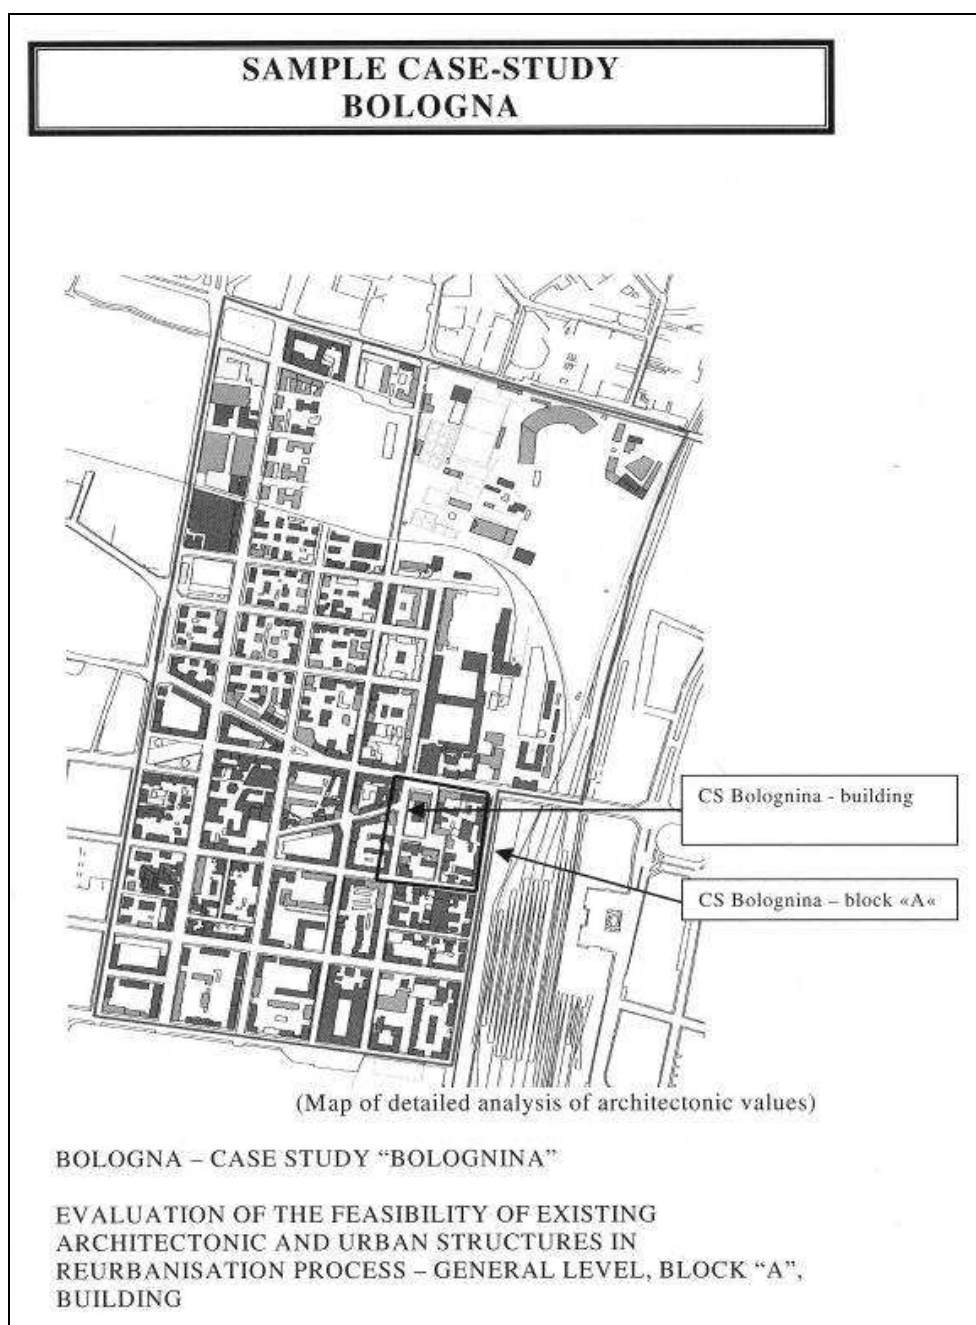 SAMPLE CASE-STUDY
BOLOGNA
CS Bolognina - building
CS Bolognina – block «A«
(Map of detailed analysis of architectonic values)
BOLOGNA – CASE STUDY “BOLOGNINA”
EVALUATION OF THE FEASIBILITY OF EXISTING
ARCHITECTONIC AND URBAN STRUCTURES IN
REURBANISATION PROCESS – GENERAL LEVEL, BLOCK “A”,
BUILDING